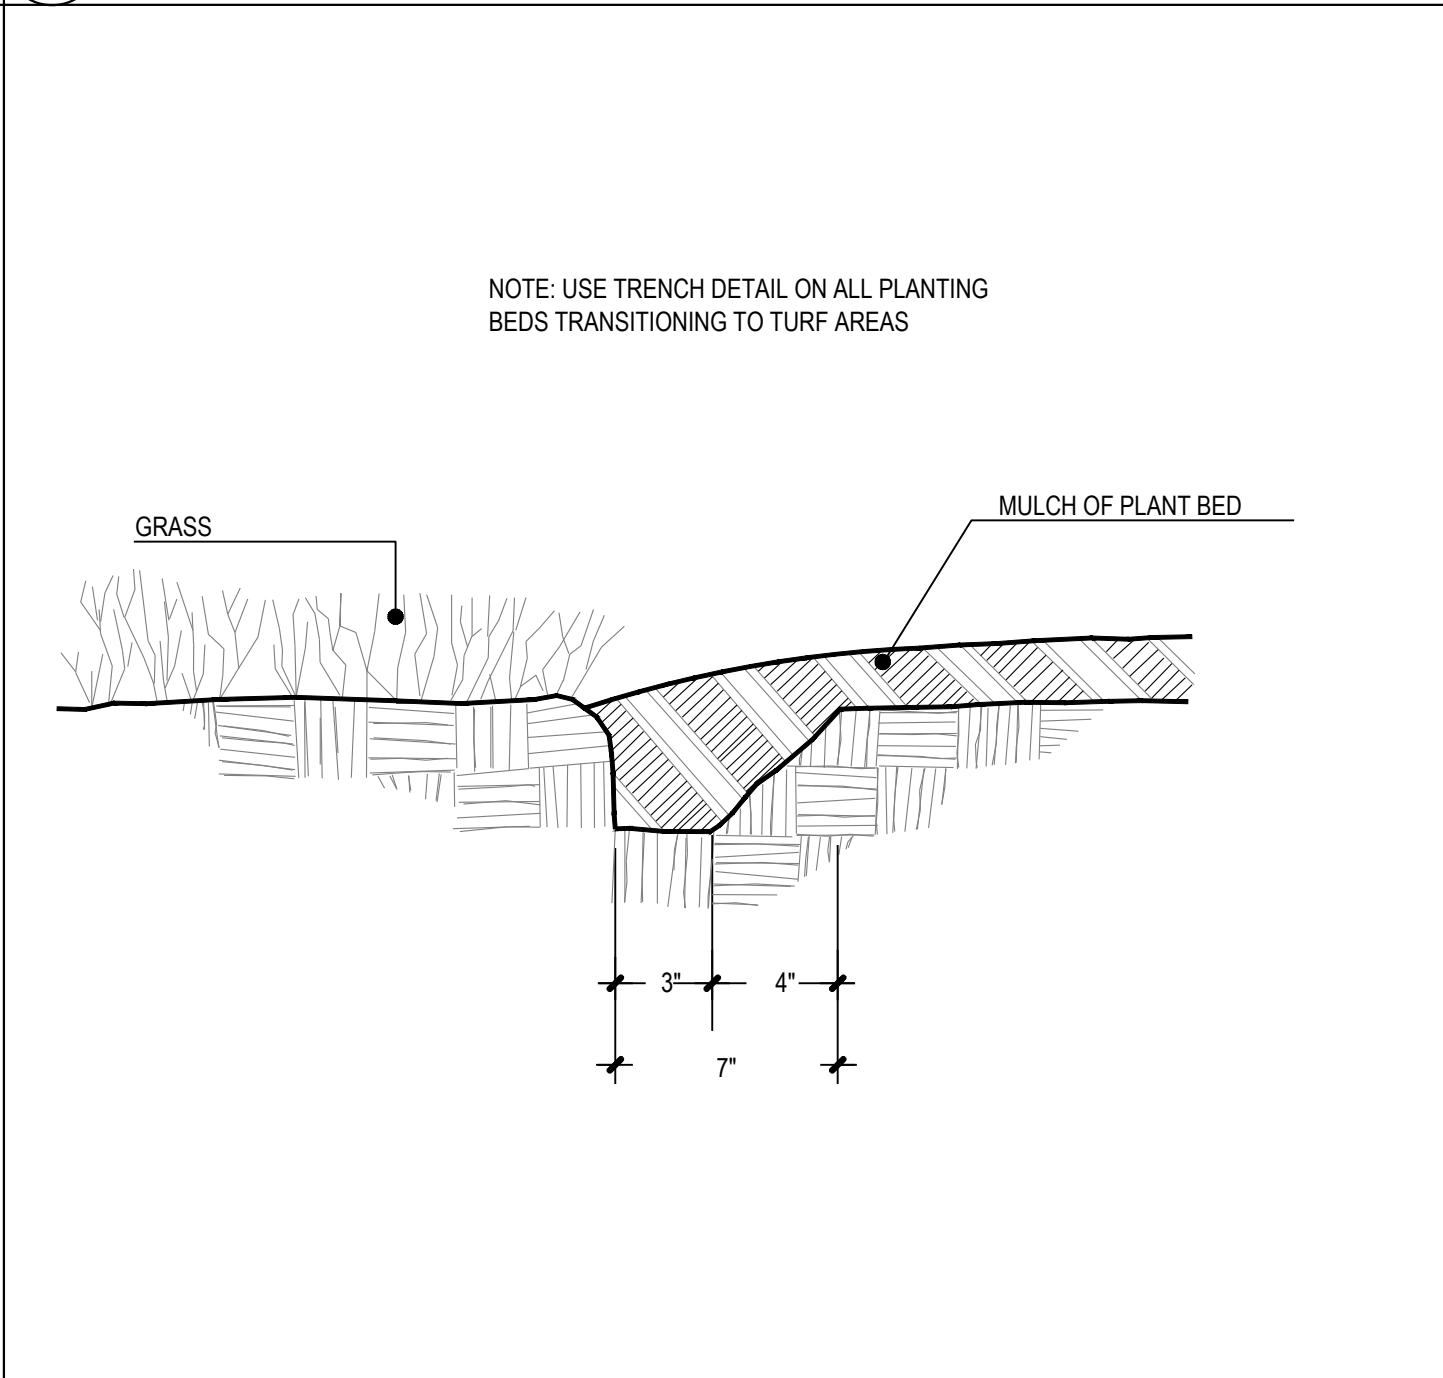 NOTE: USE TRENCH DETAIL ON ALL PLANTING
BEDS TRANSITIONING TO TURF AREAS
MULCH OF PLANT BED
GRASS
3"
4"
7"